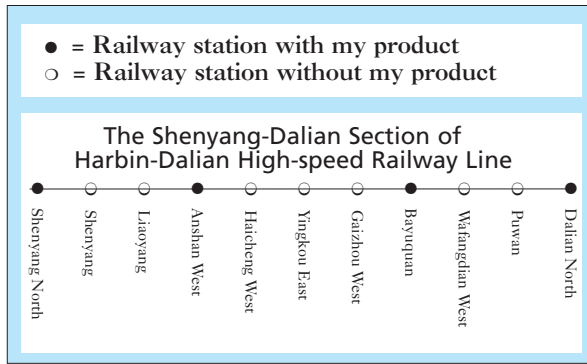 ● = Railway station with my product
○ = Railway station without my product
The Shenyang-Dalian Section of
Harbin-Dalian High-speed Railway Line
Shenyang North
Shenyang
Liaoyang
Anshan West
Haicheng West
Yingkou East
Gaizhou West
Bayuquan
Wafangdian West
Puwan
Dalian North